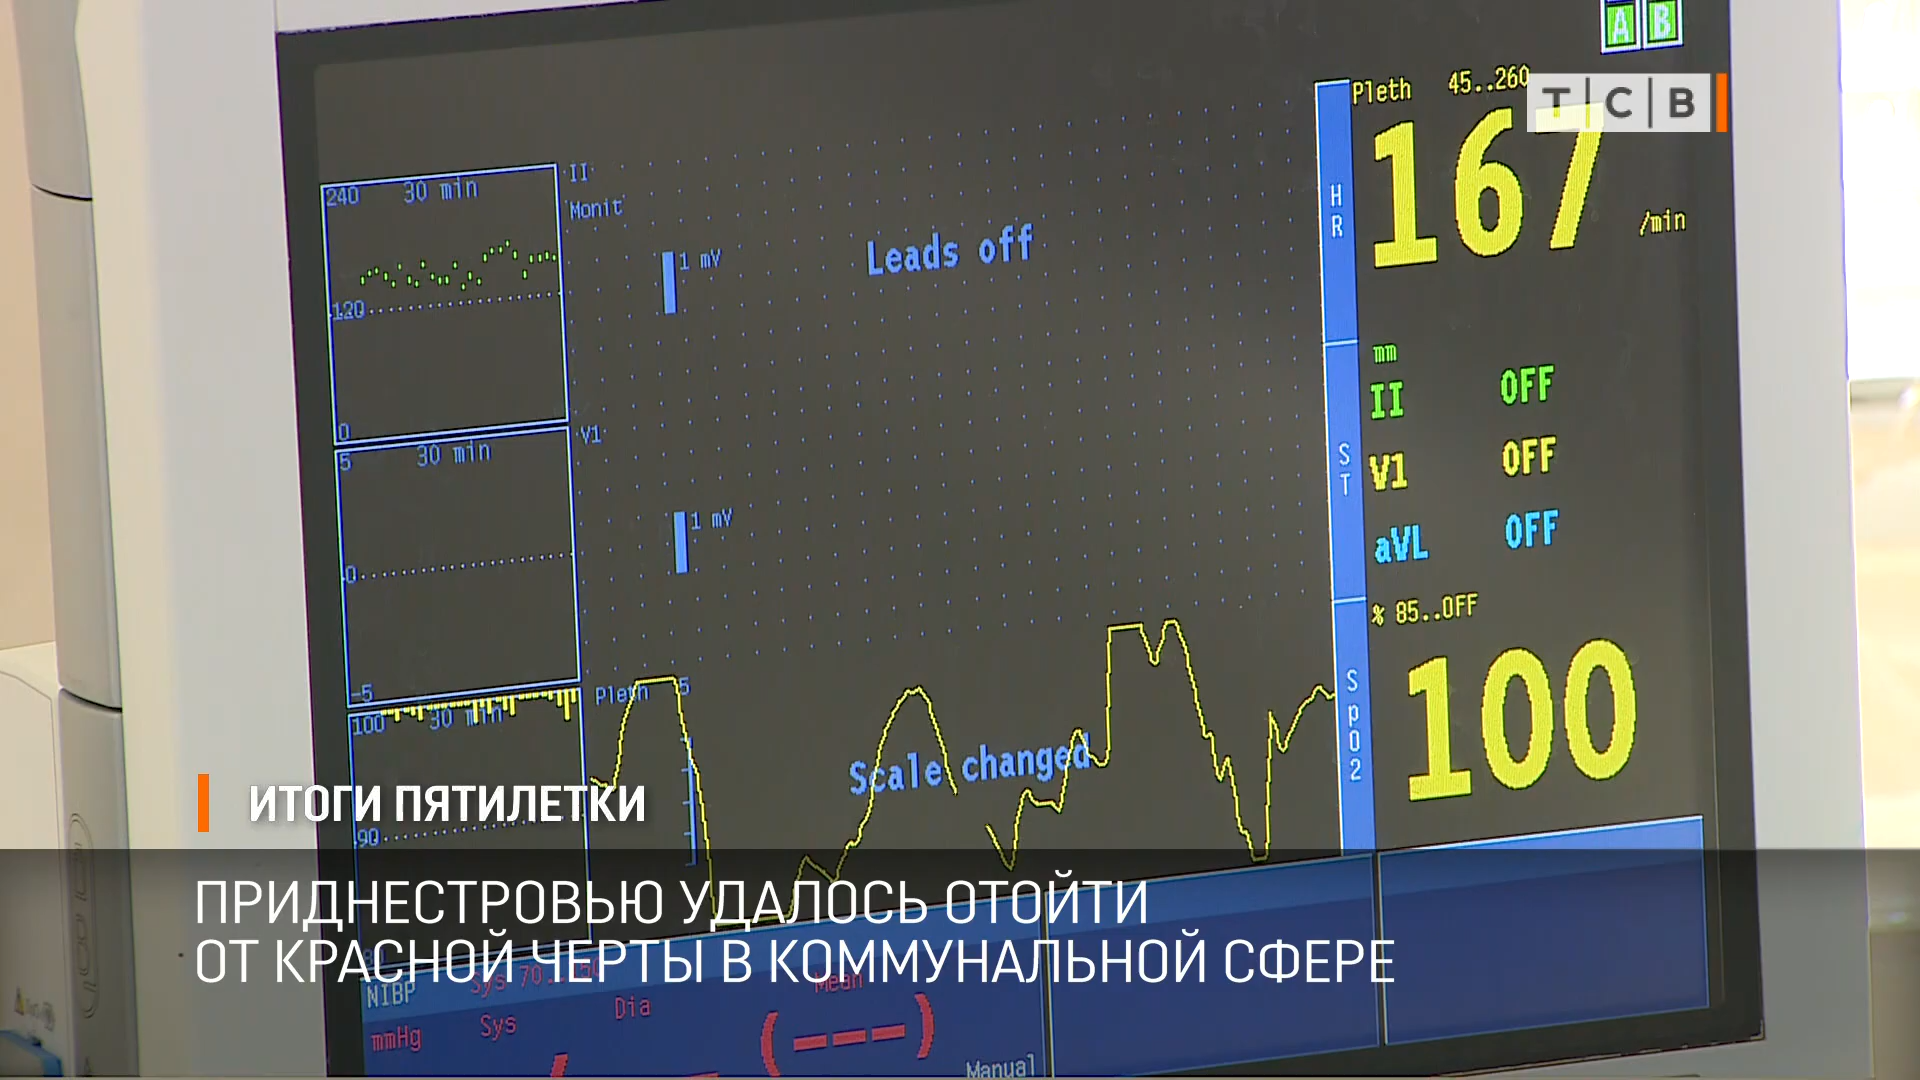 A B
T|C|B
Pleth 45..260
167
/min
HR
240 30 min
120
0
II
Monit
1 mV
Leads off
mm
II OFF
V1 OFF
aVL OFF
ST
5 30 min
0
-5
V1
1 mV
% 85..OFF
100
SpO2
100 30 min
90
Pleth 5
Scale changed
ИТОГИ ПЯТИЛЕТКИ
ПРИДНЕСТРОВЬЮ УДАЛОСЬ ОТОЙТИ
ОТ КРАСНОЙ ЧЕРТЫ В КОММУНАЛЬНОЙ СФЕРЕ
NIBP
Mean
mmHg Sys Dia
(---)
Manual